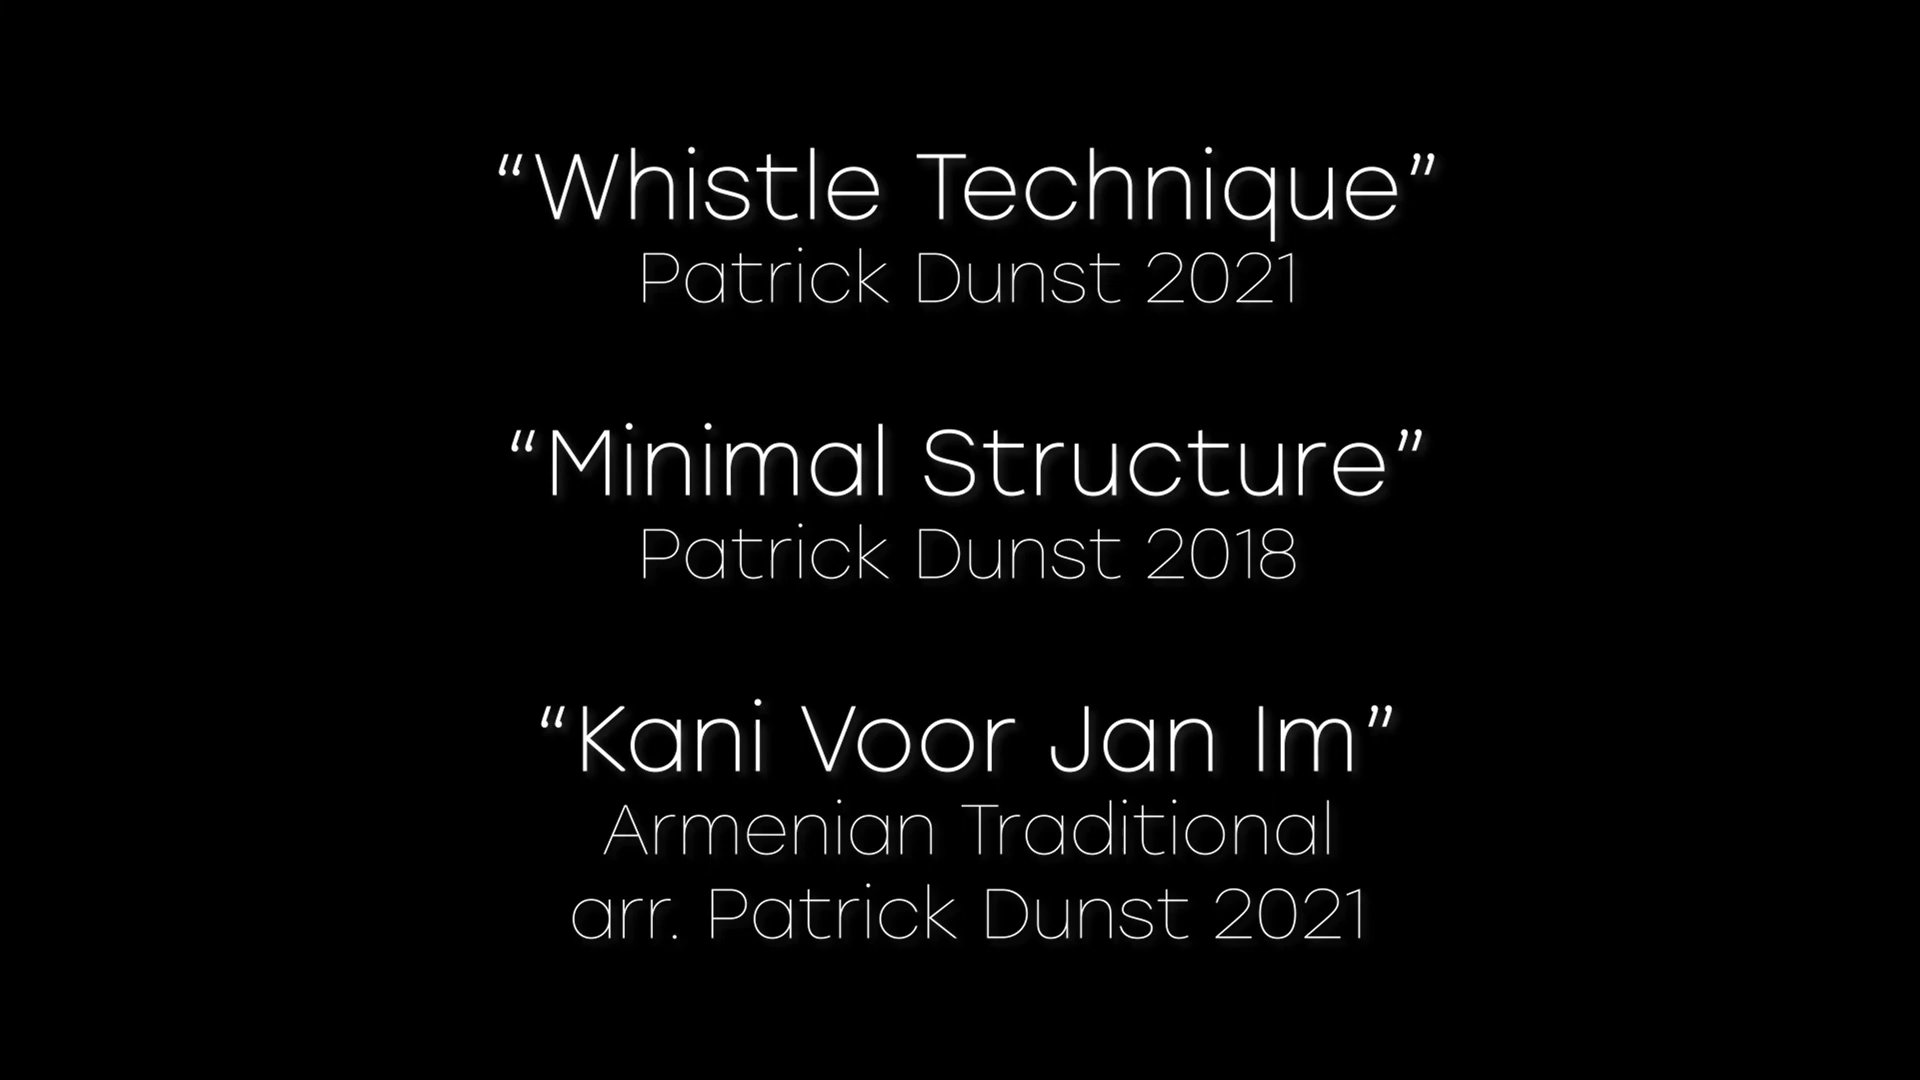 “Whistle Technique”
Patrick Dunst 2021
“Minimal Structure”
Patrick Dunst 2018
“Kani Voor Jan Im”
Armenian Traditional
arr. Patrick Dunst 2021